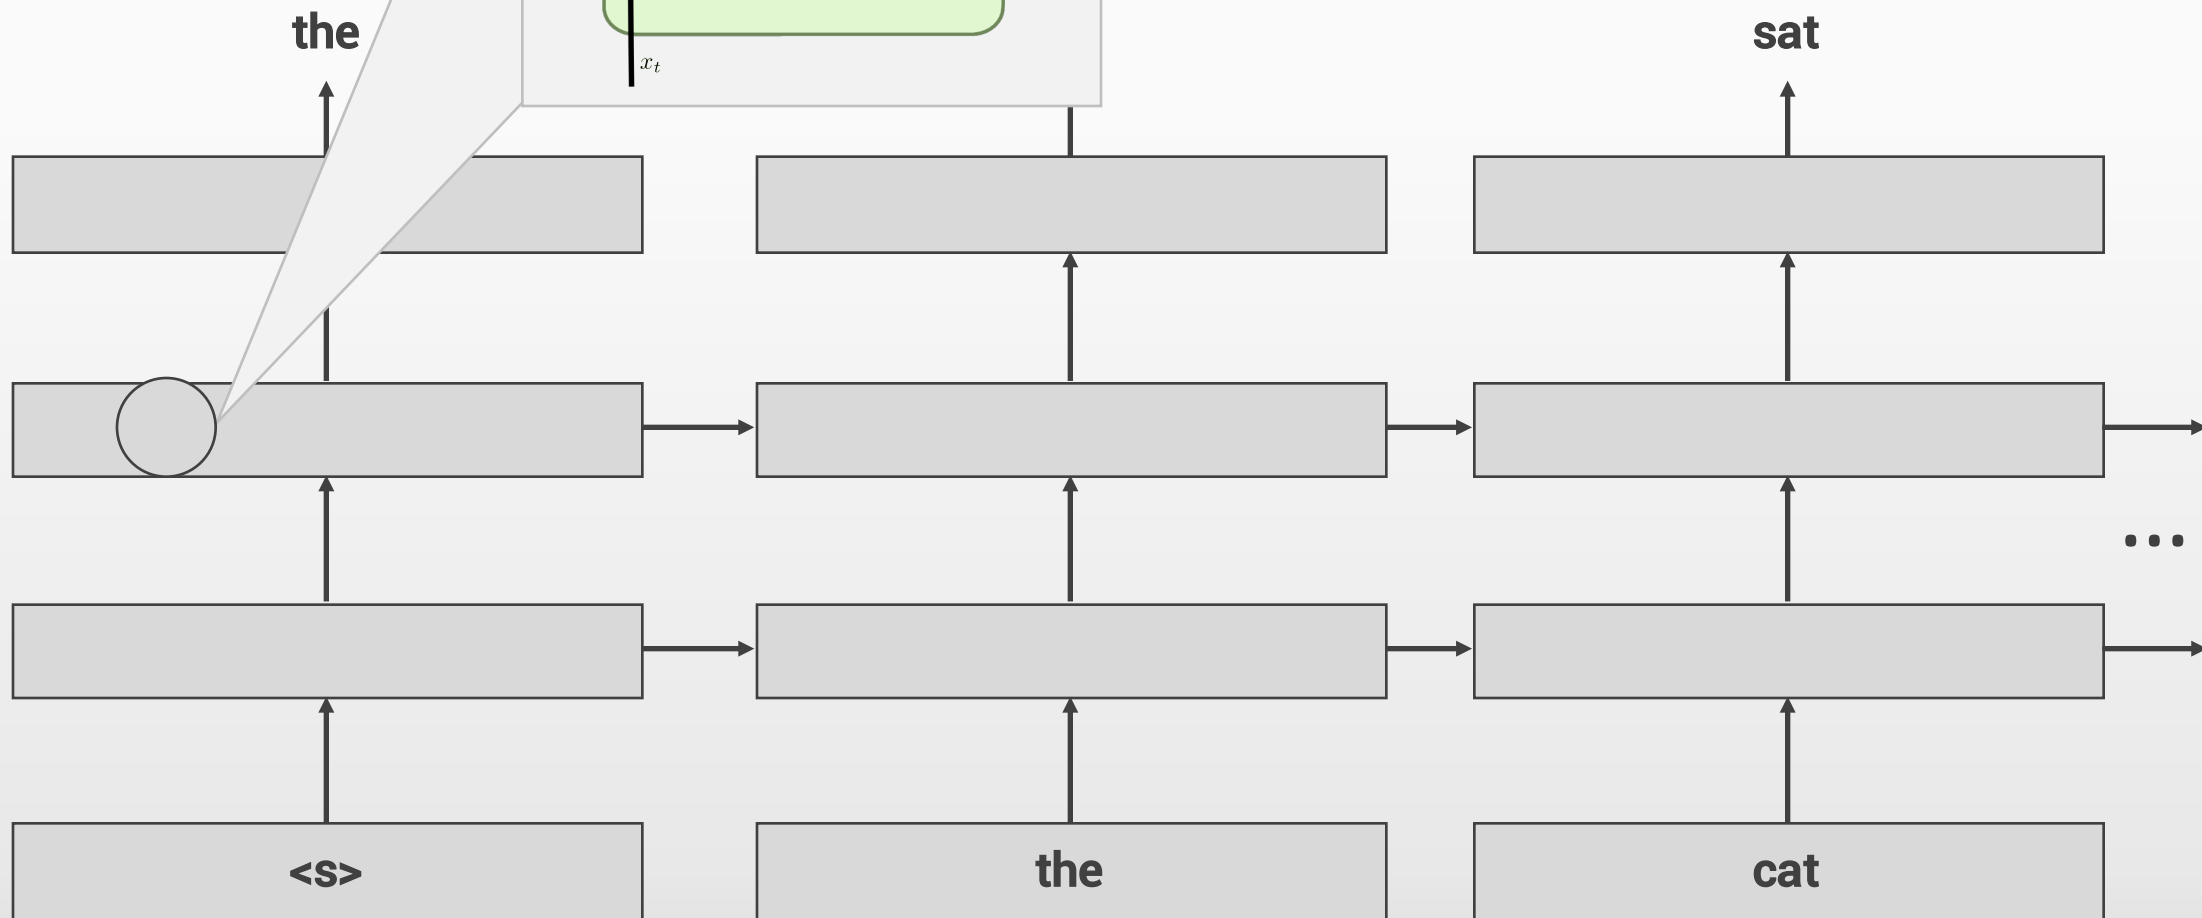 the
sat
x_t
...
<s>
the
cat